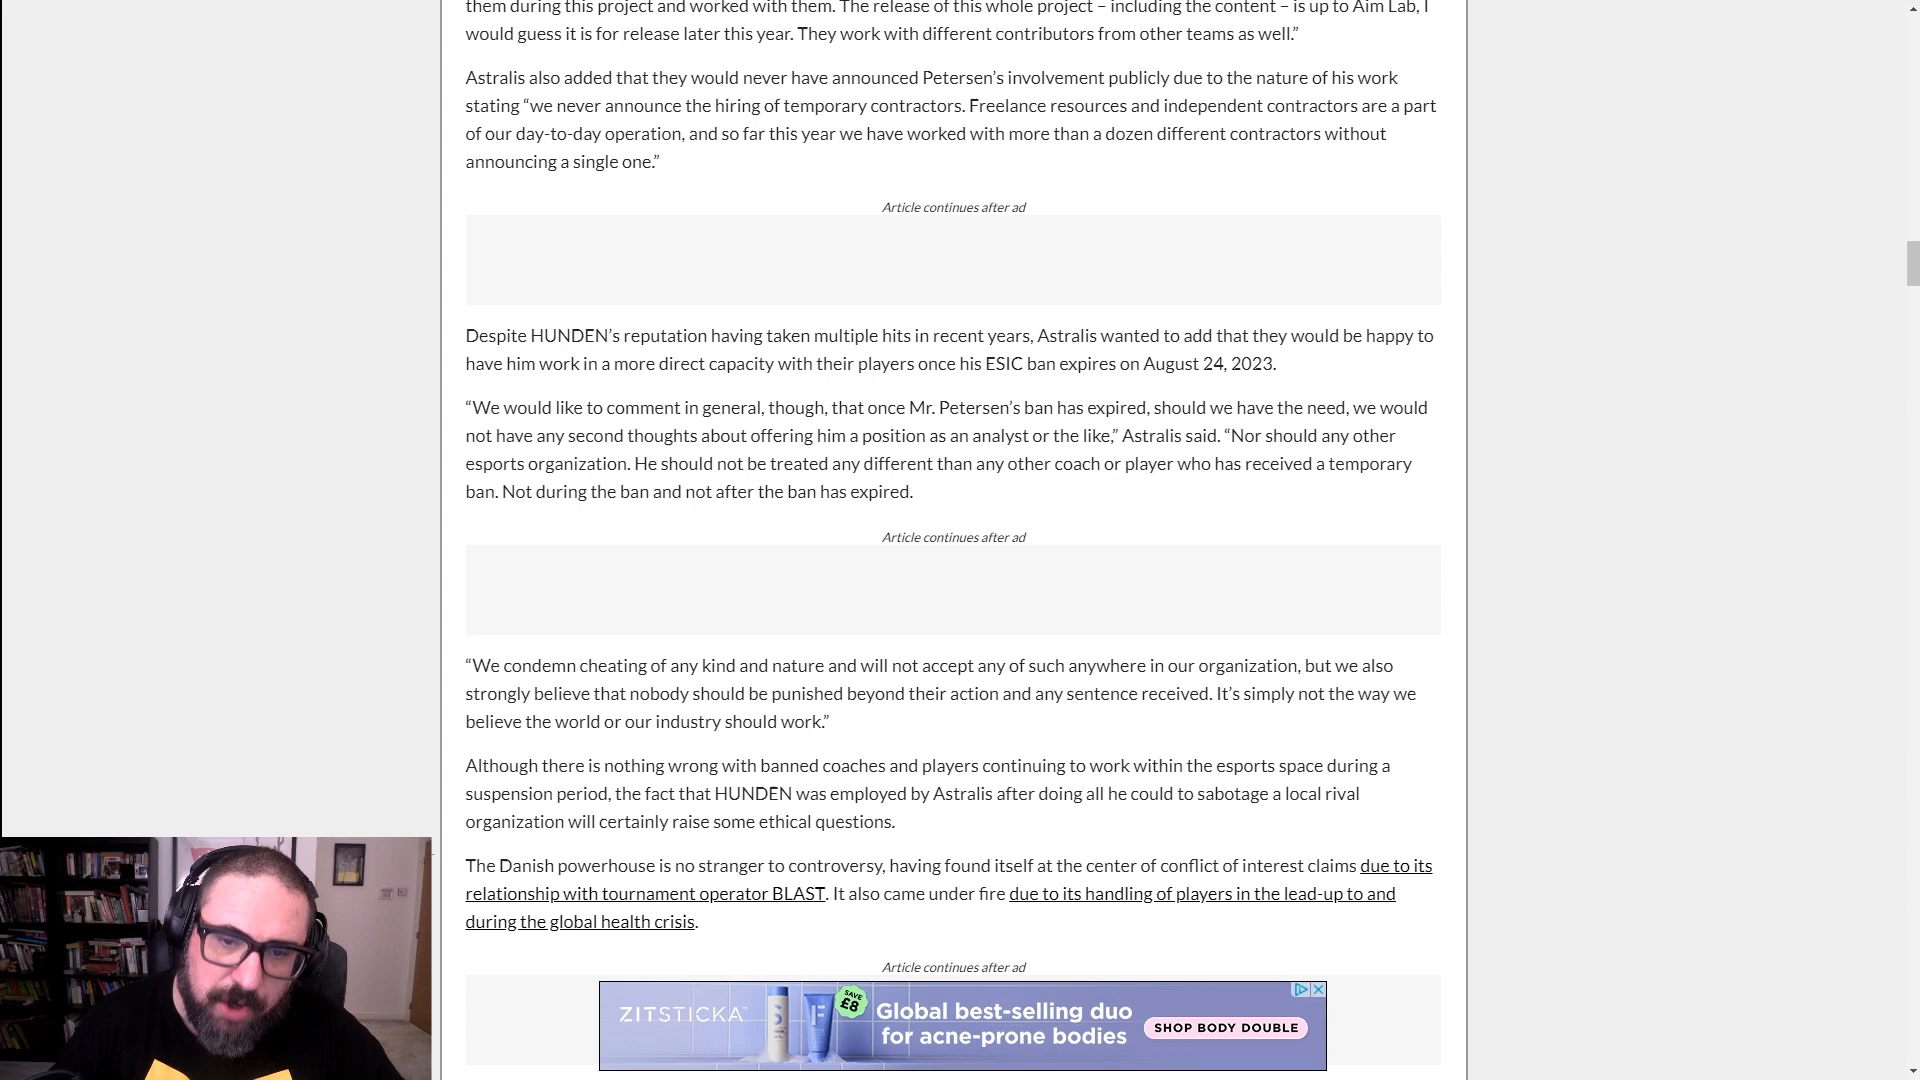 them during this project and worked with them. The release of this whole project – including the content – is up to Aim Lab, I
would guess it is for release later this year. They work with different contributors from other teams as well.”
Astralis also added that they would never have announced Petersen’s involvement publicly due to the nature of his work
stating “we never announce the hiring of temporary contractors. Freelance resources and independent contractors are a part
of our day-to-day operation, and so far this year we have worked with more than a dozen different contractors without
announcing a single one.”
Article continues after ad
Despite HUNDEN’s reputation having taken multiple hits in recent years, Astralis wanted to add that they would be happy to
have him work in a more direct capacity with their players once his ESIC ban expires on August 24, 2023.
“We would like to comment in general, though, that once Mr. Petersen’s ban has expired, should we have the need, we would
not have any second thoughts about offering him a position as an analyst or the like,” Astralis said. “Nor should any other
esports organization. He should not be treated any different than any other coach or player who has received a temporary
ban. Not during the ban and not after the ban has expired.
Article continues after ad
“We condemn cheating of any kind and nature and will not accept any of such anywhere in our organization, but we also
strongly believe that nobody should be punished beyond their action and any sentence received. It’s simply not the way we
believe the world or our industry should work.”
Although there is nothing wrong with banned coaches and players continuing to work within the esports space during a
suspension period, the fact that HUNDEN was employed by Astralis after doing all he could to sabotage a local rival
organization will certainly raise some ethical questions.
The Danish powerhouse is no stranger to controversy, having found itself at the center of conflict of interest claims due to its
relationship with tournament operator BLAST. It also came under fire due to its handling of players in the lead-up to and
during the global health crisis.
Article continues after ad
ZITSTICKA
SAVE
£8
Global best-selling duo
for acne-prone bodies
SHOP BODY DOUBLE